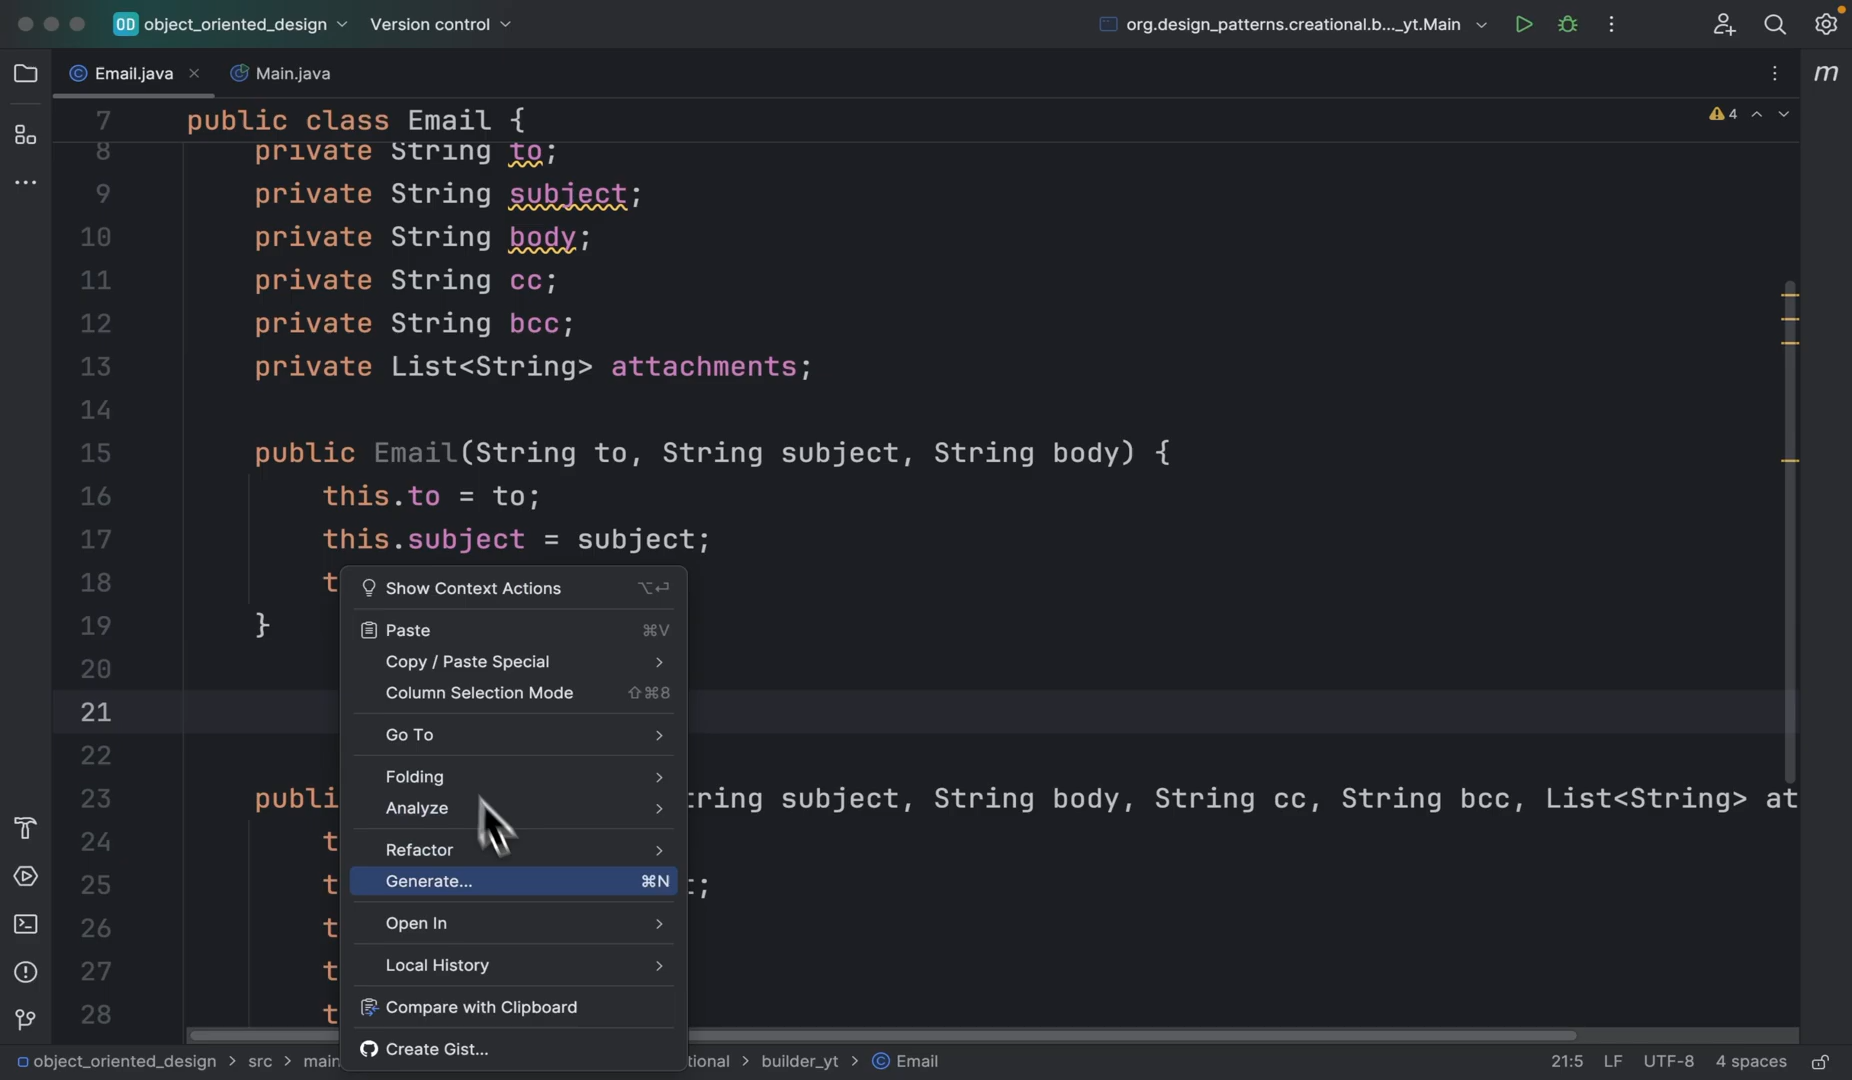 OD object_oriented_design Version control org.design_patterns.creational.b..._yt.Main
Email.java Main.java m
7 public class Email { 4
8 private String to;
9 private String subject;
10 private String body;
11 private String cc;
12 private String bcc;
13 private List<String> attachments;
14
15 public Email(String to, String subject, String body) {
16 this.to = to;
17 this.subject = subject;
18 t
19 }
20
21
22
23 publi tring subject, String body, String cc, String bcc, List<String> at
24 t
25 t t;
26 t
27 t
28 t
Show Context Actions ⌥⏎
Paste ⌘V
Copy / Paste Special
Column Selection Mode ⇧⌘8
Go To
Folding
Analyze
Refactor
Generate... ⌘N
Open In
Local History
Compare with Clipboard
Create Gist...
object_oriented_design > src > main tional > builder_yt > Email 21:5 LF UTF-8 4 spaces